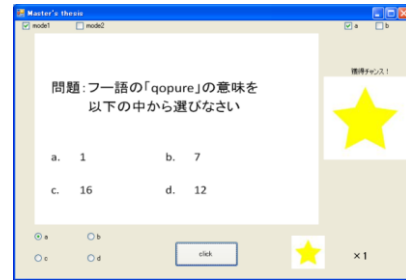 Master's thesis
mode1 mode2 a b
獲得チャンス！
問題：フー語の「qopure」の意味を
以下の中から選びなさい
a. 1 b. 7
c. 16 d. 12
a b
c d
click
×1